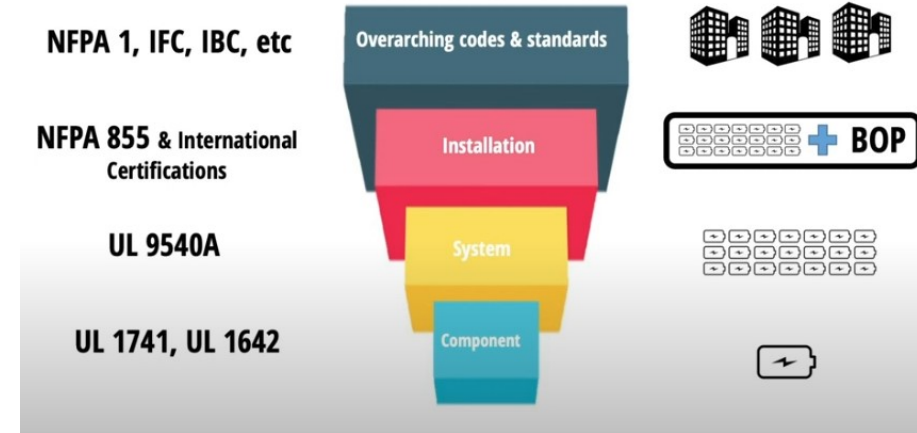 NFPA 1, IFC, IBC, etc
Overarching codes & standards
NFPA 855 & International
Certifications
Installation
BOP
UL 9540A
System
UL 1741, UL 1642
Component